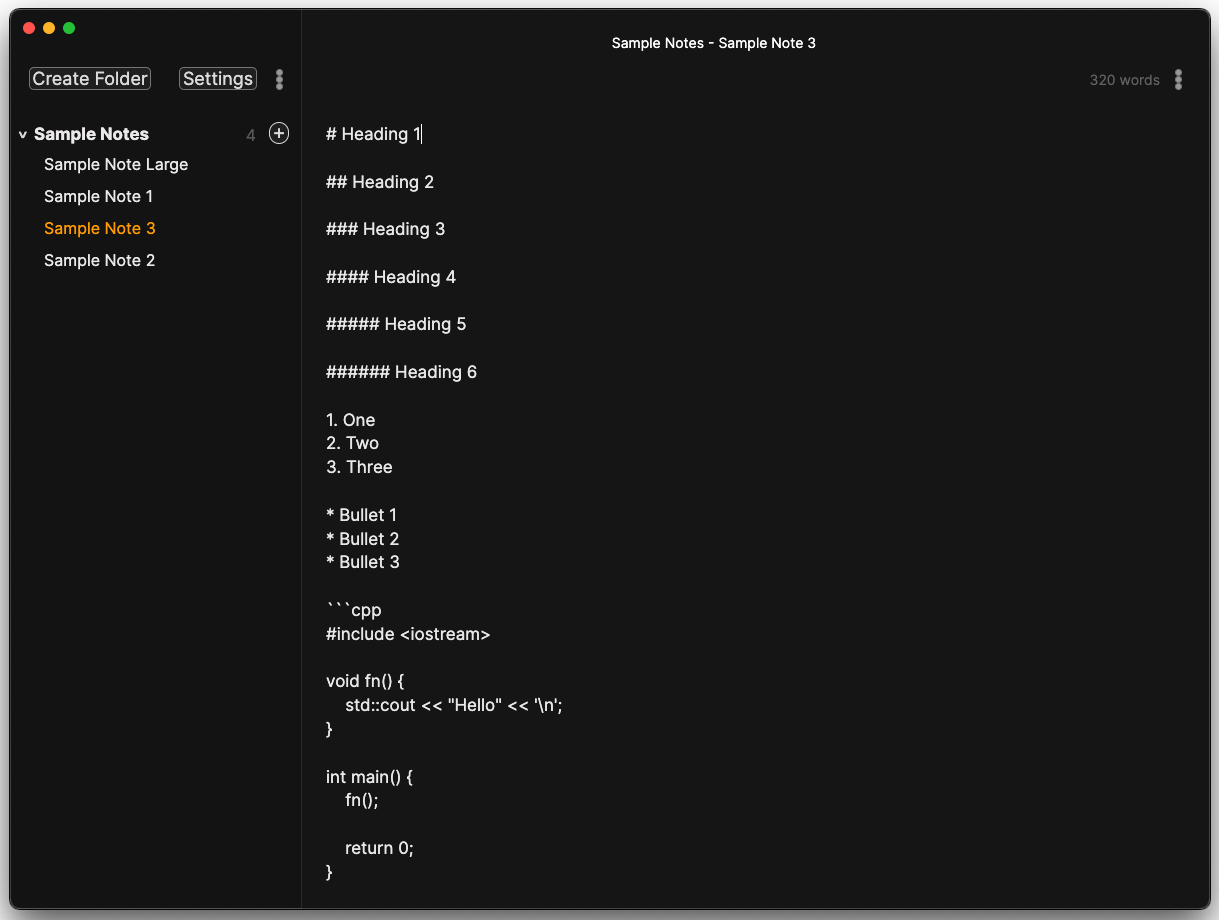 Sample Notes - Sample Note 3
Create Folder
Settings
320 words
v Sample Notes 4 +
Sample Note Large
Sample Note 1
Sample Note 3
Sample Note 2
# Heading 1
## Heading 2
### Heading 3
#### Heading 4
##### Heading 5
###### Heading 6
1. One
2. Two
3. Three
* Bullet 1
* Bullet 2
* Bullet 3
```cpp
#include <iostream>
void fn() {
    std::cout << "Hello" << '\n';
}
int main() {
    fn();
    return 0;
}